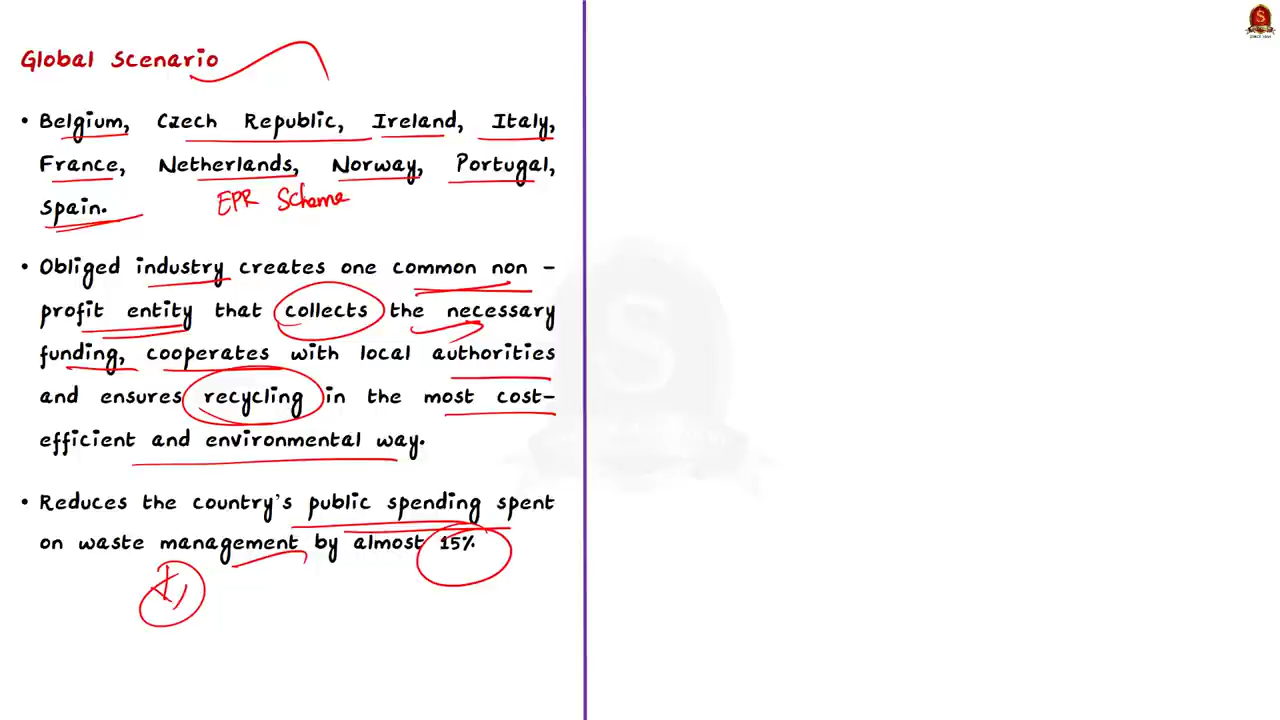 Global Scenario
• Belgium, Czech Republic, Ireland, Italy,
France, Netherlands, Norway, Portugal,
Spain.
EPR Scheme
• Obliged industry creates one common non -
profit entity that collects the necessary
funding, cooperates with local authorities
and ensures recycling in the most cost-
efficient and environmental way.
• Reduces the country's public spending spent
on waste management by almost 15%
S
S